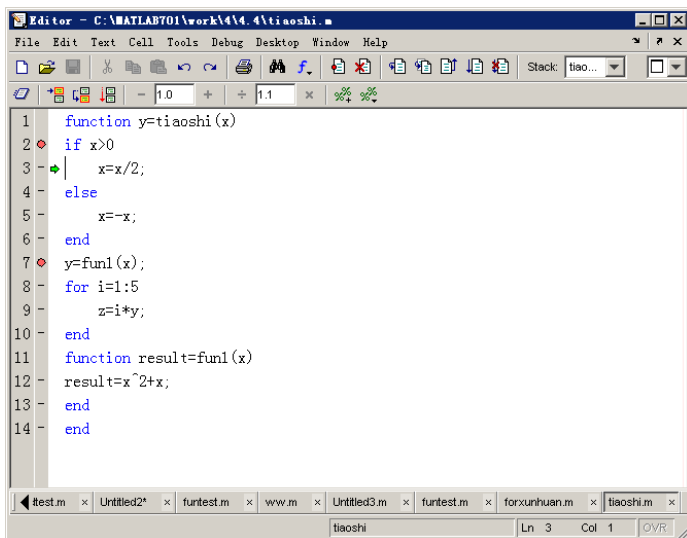 Editor - C:\MATLAB701\work\4\4.4\tiaoshi.m
File Edit Text Cell Tools Debug Desktop Window Help
Stack: tiao...
- 1.0 + ÷ 1.1 ×
1 function y=tiaoshi(x)
2 if x>0
3 - x=x/2;
4 - else
5 - x=-x;
6 - end
7 y=fun1(x);
8 - for i=1:5
9 - z=i*y;
10 - end
11 function result=fun1(x)
12 - result=x^2+x;
13 - end
14 - end
ttest.m × Untitled2* × funtest.m × ww.m × Untitled3.m × funtest.m × forxunhuan.m × tiaoshi.m ×
tiaoshi Ln 3 Col 1 OVR